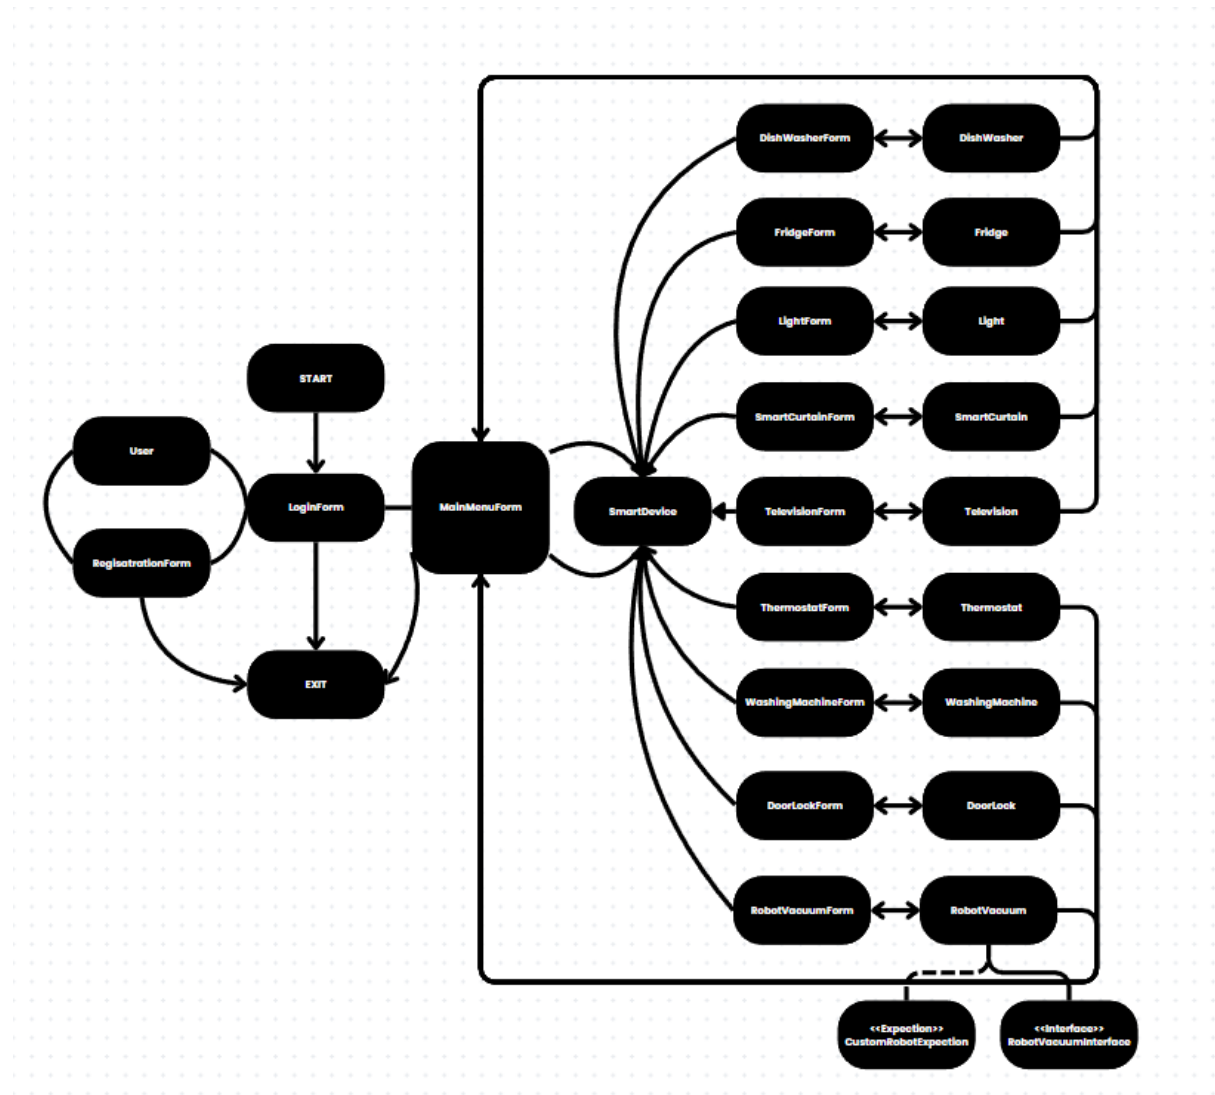 DishWasherForm
DishWasher
FridgeForm
Fridge
LightForm
Light
START
SmartCurtainForm
SmartCurtain
User
LoginForm
MainMenuForm
SmartDevice
TelevisionForm
Television
RegisatrationForm
ThermostatForm
Thermostat
EXIT
WashingMachineForm
WashingMachine
DoorLockForm
DoorLock
RobotVacuumForm
RobotVacuum
<<Expection>>
CustomRobotExpection
<<Interface>>
RobotVacuumInterface